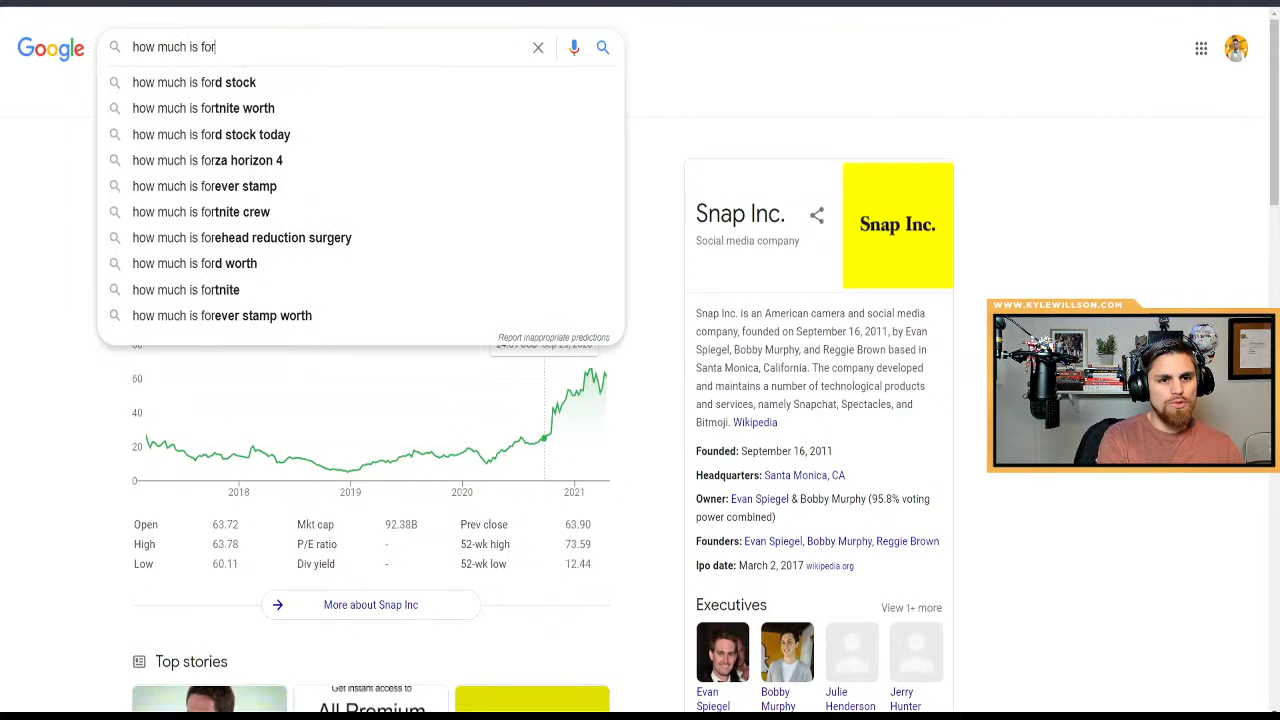 Google
how much is for
how much is ford stock
how much is fortnite worth
how much is ford stock today
how much is forza horizon 4
how much is forever stamp
how much is fortnite crew
how much is forehead reduction surgery
how much is ford worth
how much is fortnite
how much is forever stamp worth
Report inappropriate predictions
60
40
20
0
2018
2019
2020
2021
Open 63.72 Mkt cap 92.38B Prev close 63.90
High 63.78 P/E ratio - 52-wk high 73.59
Low 60.11 Div yield - 52-wk low 12.44
More about Snap Inc
Top stories
Get instant access to
All Premium
Snap Inc.
Social media company
Snap Inc.
Snap Inc. is an American camera and social media
company, founded on September 16, 2011, by Evan
Spiegel, Bobby Murphy, and Reggie Brown based in
Santa Monica, California. The company developed
and maintains a number of technological products
and services, namely Snapchat, Spectacles, and
Bitmoji. Wikipedia
Founded: September 16, 2011
Headquarters: Santa Monica, CA
Owner: Evan Spiegel & Bobby Murphy (95.8% voting
power combined)
Founders: Evan Spiegel, Bobby Murphy, Reggie Brown
Ipo date: March 2, 2017 wikipedia.org
Executives
View 1+ more
Evan
Spiegel
Bobby
Murphy
Julie
Henderson
Jerry
Hunter
WWW.KYLEWILLSON.COM